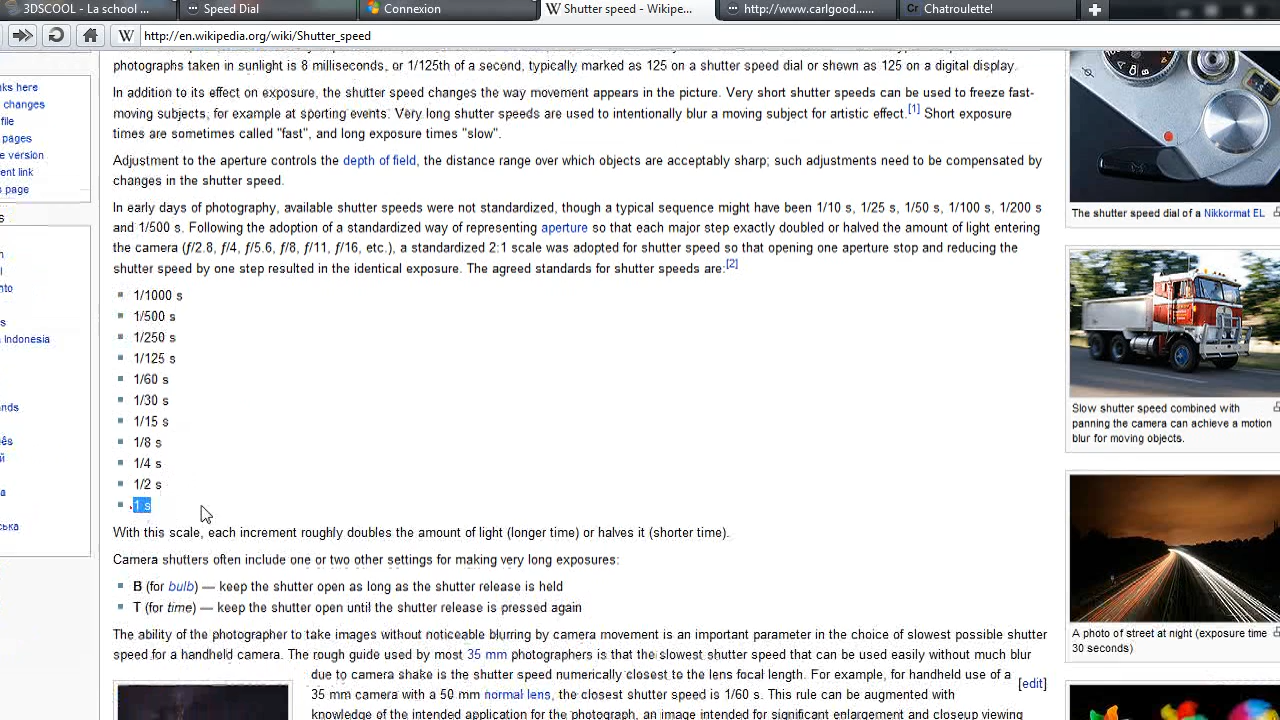 3DSCOOL - La school ...
Speed Dial
Connexion
Shutter speed - Wikipe...
http://www.carlgood.....
Chatroulette!
http://en.wikipedia.org/wiki/Shutter_speed
photographs taken in sunlight is 8 milliseconds, or 1/125th of a second, typically marked as 125 on a shutter speed dial or shown as 125 on a digital display.
In addition to its effect on exposure, the shutter speed changes the way movement appears in the picture. Very short shutter speeds can be used to freeze fast-
moving subjects, for example at sporting events. Very long shutter speeds are used to intentionally blur a moving subject for artistic effect.[1] Short exposure
times are sometimes called "fast", and long exposure times "slow".
Adjustment to the aperture controls the depth of field, the distance range over which objects are acceptably sharp; such adjustments need to be compensated by
changes in the shutter speed.
In early days of photography, available shutter speeds were not standardized, though a typical sequence might have been 1/10 s, 1/25 s, 1/50 s, 1/100 s, 1/200 s
and 1/500 s. Following the adoption of a standardized way of representing aperture so that each major step exactly doubled or halved the amount of light entering
the camera (ƒ/2.8, ƒ/4, ƒ/5.6, ƒ/8, ƒ/11, ƒ/16, etc.), a standardized 2:1 scale was adopted for shutter speed so that opening one aperture stop and reducing the
shutter speed by one step resulted in the identical exposure. The agreed standards for shutter speeds are:[2]
1/1000 s
1/500 s
1/250 s
1/125 s
1/60 s
1/30 s
1/15 s
1/8 s
1/4 s
1/2 s
1 s
With this scale, each increment roughly doubles the amount of light (longer time) or halves it (shorter time).
Camera shutters often include one or two other settings for making very long exposures:
B (for bulb) — keep the shutter open as long as the shutter release is held
T (for time) — keep the shutter open until the shutter release is pressed again
The ability of the photographer to take images without noticeable blurring by camera movement is an important parameter in the choice of slowest possible shutter
speed for a handheld camera. The rough guide used by most 35 mm photographers is that the slowest shutter speed that can be used easily without much blur
due to camera shake is the shutter speed numerically closest to the lens focal length. For example, for handheld use of a
[edit]
35 mm camera with a 50 mm normal lens, the closest shutter speed is 1/60 s. This rule can be augmented with
knowledge of the intended application for the photograph, an image intended for significant enlargement and closeup viewing
nks here
changes
file
pages
e version
ent link
s page
s
Indonesia
The shutter speed dial of a Nikkormat EL
Slow shutter speed combined with
panning the camera can achieve a motion
blur for moving objects.
A photo of street at night (exposure time
30 seconds)